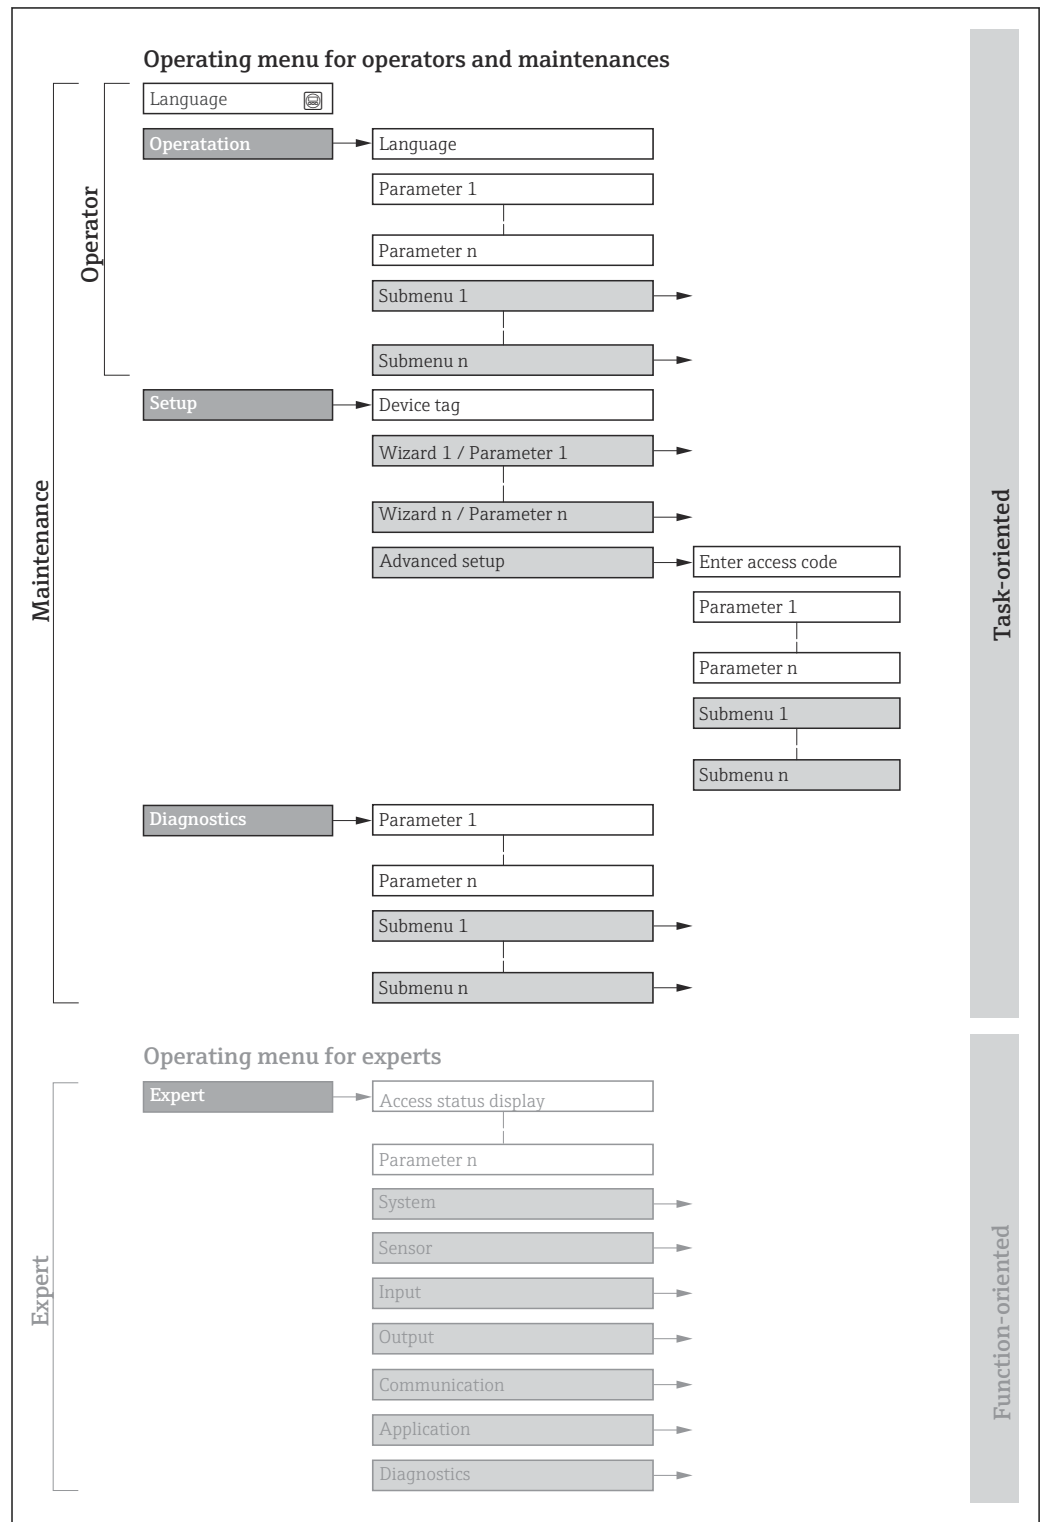 Operating menu for operators and maintenances
Language
Operatation
Language
Parameter 1
Parameter n
Submenu 1
Submenu n
Operator
Setup
Device tag
Wizard 1 / Parameter 1
Wizard n / Parameter n
Advanced setup
Enter access code
Parameter 1
Parameter n
Submenu 1
Submenu n
Diagnostics
Parameter 1
Parameter n
Submenu 1
Submenu n
Maintenance
Task-oriented
Operating menu for experts
Expert
Access status display
Parameter n
System
Sensor
Input
Output
Communication
Application
Diagnostics
Expert
Function-oriented